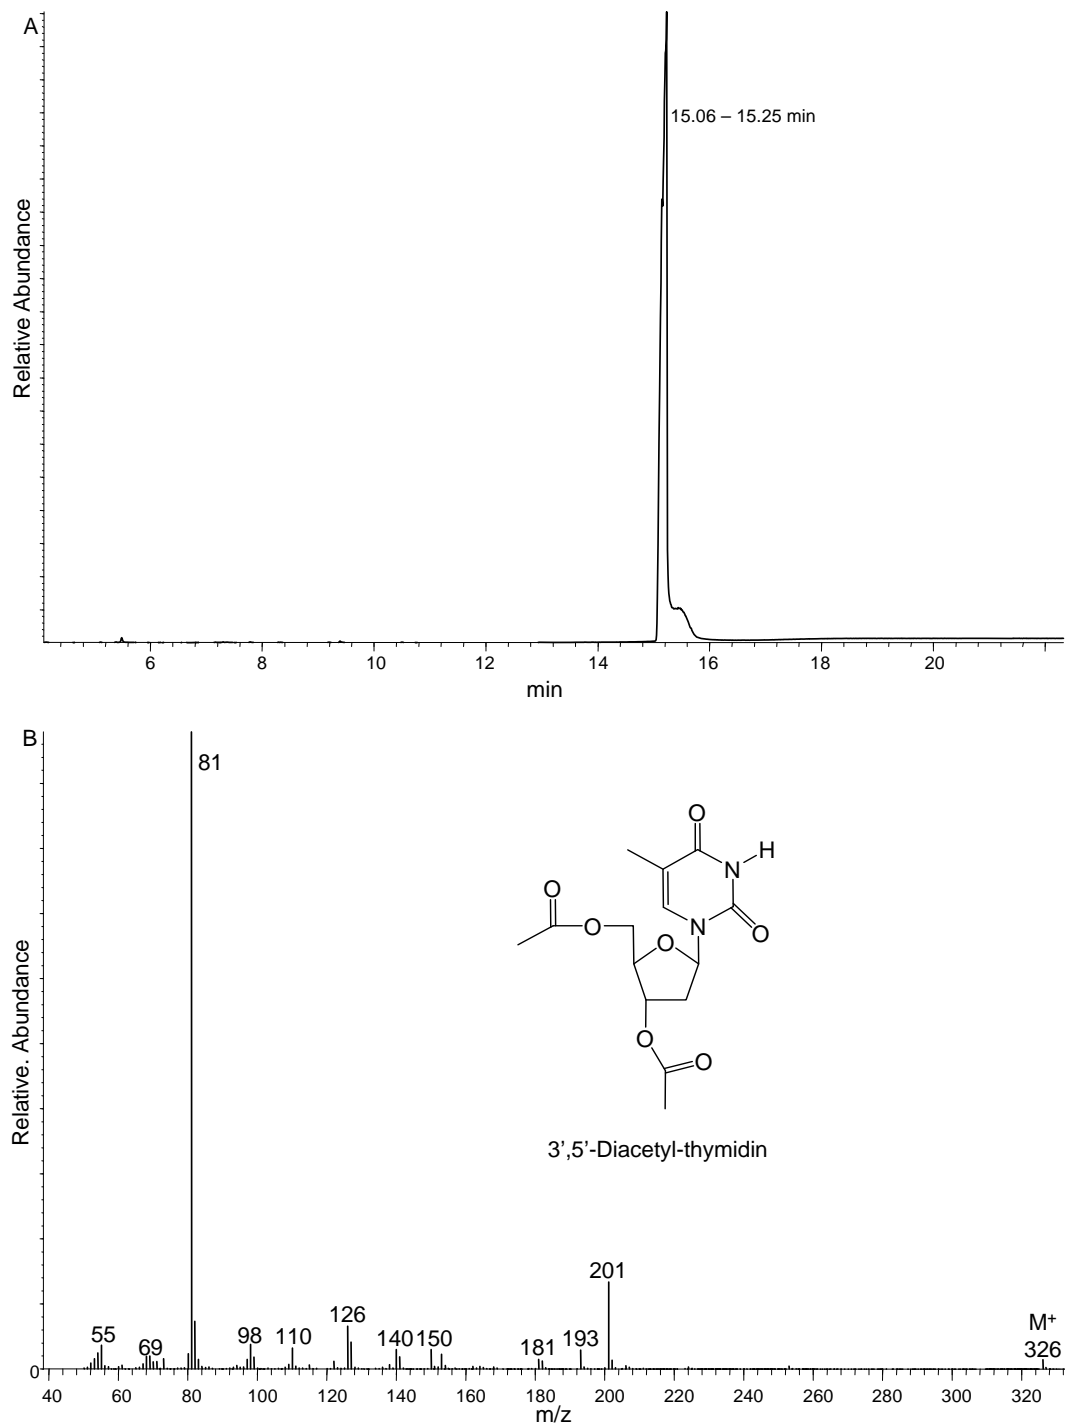 A
Relative Abundance
15.06 – 15.25 min
6 8 10 12 14 16 18 20
min
B
Relative. Abundance
81
O
H
N
O
N
O
O
O
O
O
3',5'-Diacetyl-thymidin
201
126
M+
55 69 98 110 140 150 181 193 326
0
40 60 80 100 120 140 160 180 200 220 240 260 280 300 320
m/z